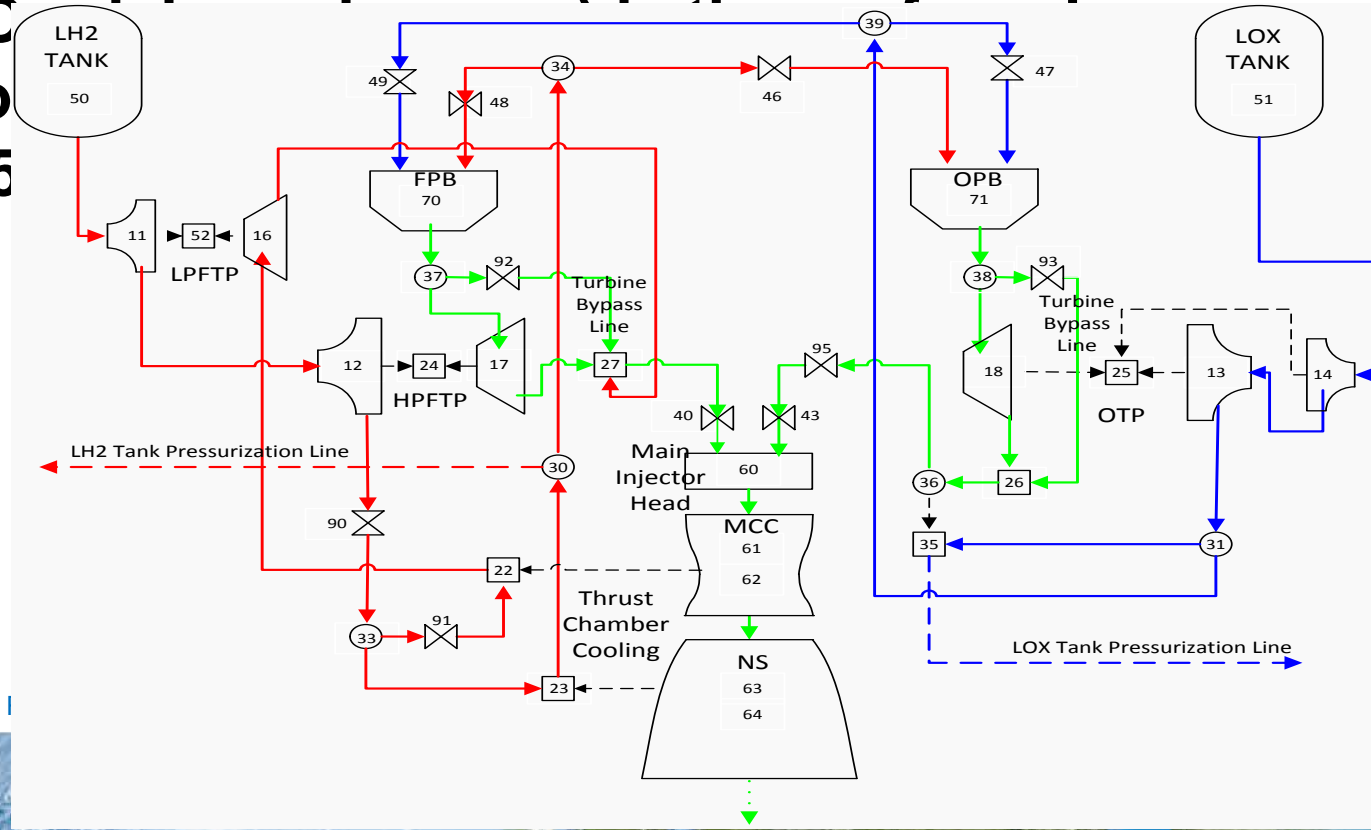 LH2
TANK
50
39
LOX
TANK
51
34
49
48
46
47
FPB
70
OPB
71
11
52
16
LPFTP
37
92
Turbine
Bypass
Line
38
93
Turbine
Bypass
Line
12
24
17
HPFTP
27
95
18
25
13
14
OTP
40
43
LH2 Tank Pressurization Line
30
Main
Injector
Head
60
36
26
90
MCC
61
62
35
31
22
Thrust
Chamber
Cooling
33
91
23
NS
63
64
LOX Tank Pressurization Line